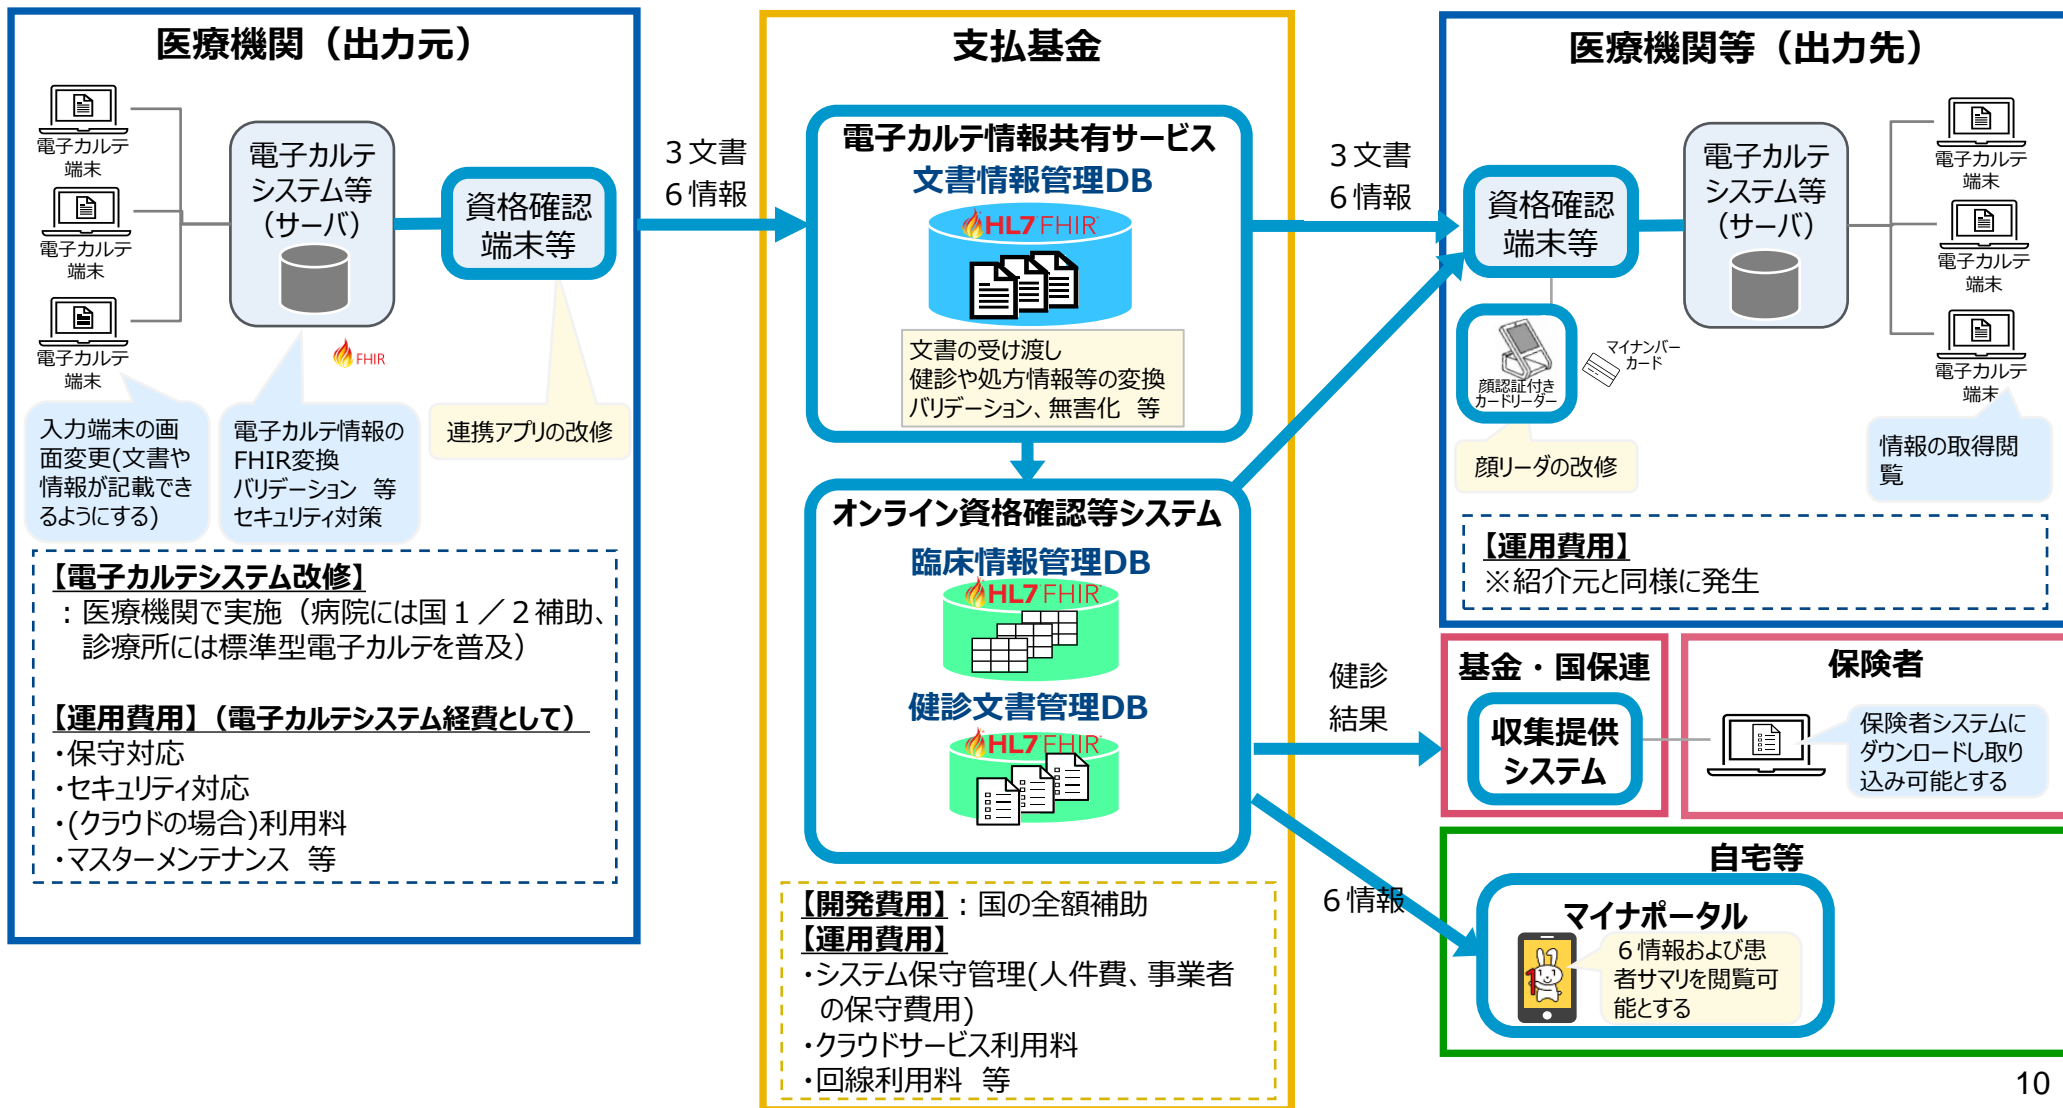 医療機関（出力元）
電子カルテ
端末
電子カルテ
端末
電子カルテ
端末
電子カルテ
システム等
（サーバ）
資格確認
端末等
FHIR
入力端末の画
面変更(文書や
情報が記載でき
るようにする)
電子カルテ情報の
FHIR変換
バリデーション　等
セキュリティ対策
連携アプリの改修
【電子カルテシステム改修】
：医療機関で実施（病院には国１／２補助、
診療所には標準型電子カルテを普及）
【運用費用】（電子カルテシステム経費として）
・保守対応
・セキュリティ対応
・(クラウドの場合)利用料
・マスターメンテナンス　等
３文書
６情報
支払基金
電子カルテ情報共有サービス
文書情報管理DB
HL7 FHIR
文書の受け渡し
健診や処方情報等の変換
バリデーション、無害化　等
オンライン資格確認等システム
臨床情報管理DB
HL7 FHIR
健診文書管理DB
HL7 FHIR
【開発費用】：国の全額補助
【運用費用】
・システム保守管理(人件費、事業者
の保守費用)
・クラウドサービス利用料
・回線利用料　等
３文書
６情報
健診
結果
６情報
医療機関等（出力先）
資格確認
端末等
電子カルテ
システム等
（サーバ）
電子カルテ
端末
電子カルテ
端末
電子カルテ
端末
顔認証付き
カードリーダー
マイナンバー
カード
顔リーダの改修
情報の取得閲
覧
【運用費用】
※紹介元と同様に発生
基金・国保連
収集提供
システム
保険者
保険者システムに
ダウンロードし取り
込み可能とする
自宅等
マイナポータル
６情報および患
者サマリを閲覧可
能とする
10